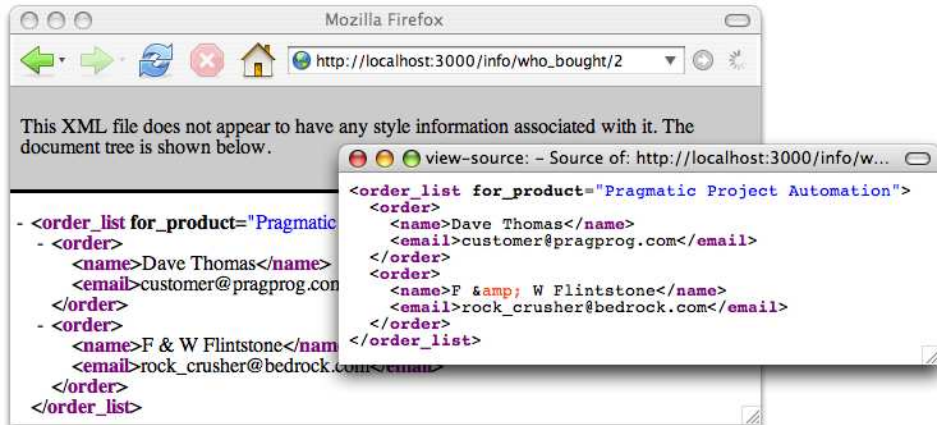 Mozilla Firefox
http://localhost:3000/info/who_bought/2
This XML file does not appear to have any style information associated with it. The
document tree is shown below.
- <order_list for_product="Pragmatic
- <order>
<name>Dave Thomas</name>
<email>customer@pragprog.com
</order>
- <order>
<name>F & W Flintstone</nam
<email>rock_crusher@bedrock.com</email>
</order>
</order_list>
view-source: - Source of: http://localhost:3000/info/w...
<order_list for_product="Pragmatic Project Automation">
<order>
<name>Dave Thomas</name>
<email>customer@pragprog.com</email>
</order>
<order>
<name>F &amp; W Flintstone</name>
<email>rock_crusher@bedrock.com</email>
</order>
</order_list>